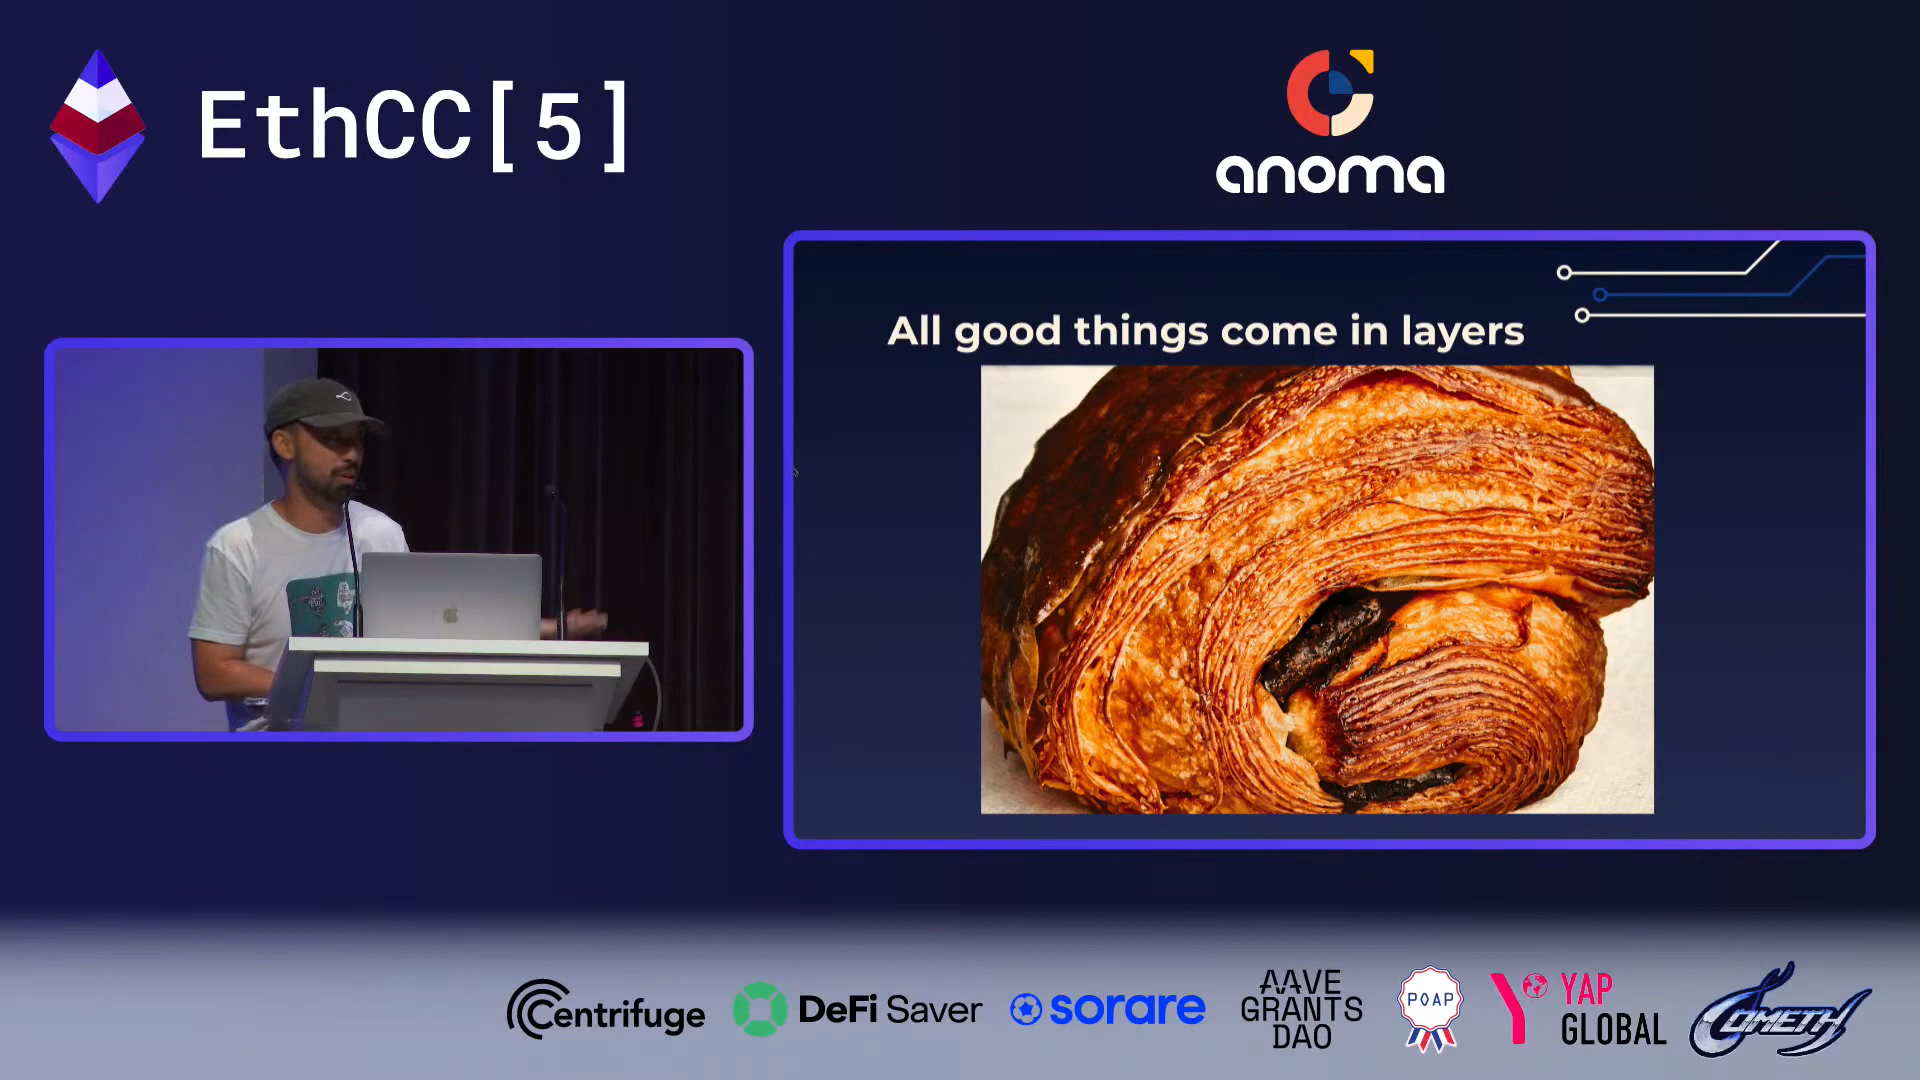 EthCC[5]
anoma
All good things come in layers
Centrifuge
DeFi Saver
sorare
AAVE
GRANTS
DAO
POAP
YAP
GLOBAL
COMETH